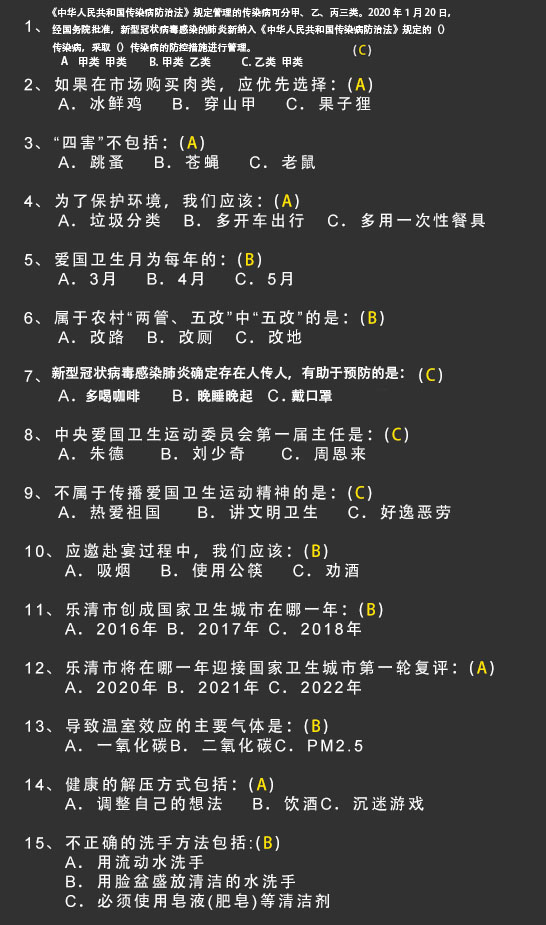 《中华人民共和国传染病防治法》规定管理的传染病可分甲、乙、丙三类。2020 年 1 月 20 日，
1、经国务院批准，新型冠状病毒感染的肺炎新纳入《中华人民共和国传染病防治法》规定的（）
传染病，采取（）传染病的防控措施进行管理。 (C)
A 甲类 甲类 B. 甲类 乙类 C. 乙类 甲类
2、如果在市场购买肉类，应优先选择：(A)
A. 冰鲜鸡 B. 穿山甲 C. 果子狸
3、“四害”不包括：(A)
A. 跳蚤 B. 苍蝇 C. 老鼠
4、为了保护环境，我们应该：(A)
A. 垃圾分类 B. 多开车出行 C. 多用一次性餐具
5、爱国卫生月为每年的：(B)
A. 3月 B. 4月 C. 5月
6、属于农村“两管、五改”中“五改”的是：(B)
A. 改路 B. 改厕 C. 改地
7、新型冠状病毒感染肺炎确定存在人传人，有助于预防的是：(C)
A. 多喝咖啡 B. 晚睡晚起 C. 戴口罩
8、中央爱国卫生运动委员会第一届主任是：(C)
A. 朱德 B. 刘少奇 C. 周恩来
9、不属于传播爱国卫生运动精神的是：(C)
A. 热爱祖国 B. 讲文明卫生 C. 好逸恶劳
10、应邀赴宴过程中，我们应该：(B)
A. 吸烟 B. 使用公筷 C. 劝酒
11、乐清市创成国家卫生城市在哪一年：(B)
A. 2016年 B. 2017年 C. 2018年
12、乐清市将在哪一年迎接国家卫生城市第一轮复评：(A)
A. 2020年 B. 2021年 C. 2022年
13、导致温室效应的主要气体是：(B)
A. 一氧化碳B. 二氧化碳C. PM2.5
14、健康的解压方式包括：(A)
A. 调整自己的想法 B. 饮酒C. 沉迷游戏
15、不正确的洗手方法包括:(B)
A. 用流动水洗手
B. 用脸盆盛放清洁的水洗手
C. 必须使用皂液(肥皂)等清洁剂